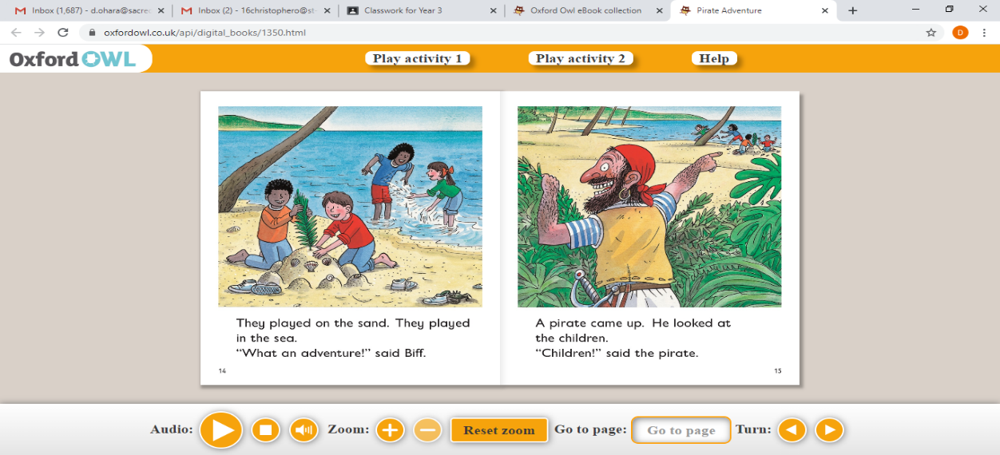 Inbox (1,687) - d.ohara@sacre
Inbox (2) - 16christophero@st-
Classwork for Year 3
Oxford Owl eBook collection
Pirate Adventure
oxfordowl.co.uk/api/digital_books/1350.html
D
Oxford OWL
Play activity 1
Play activity 2
Help
They played on the sand. They played
in the sea.
“What an adventure!” said Biff.
14
A pirate came up. He looked at
the children.
“Children!” said the pirate.
15
Audio:
Zoom:
Reset zoom
Go to page:
Go to page
Turn: